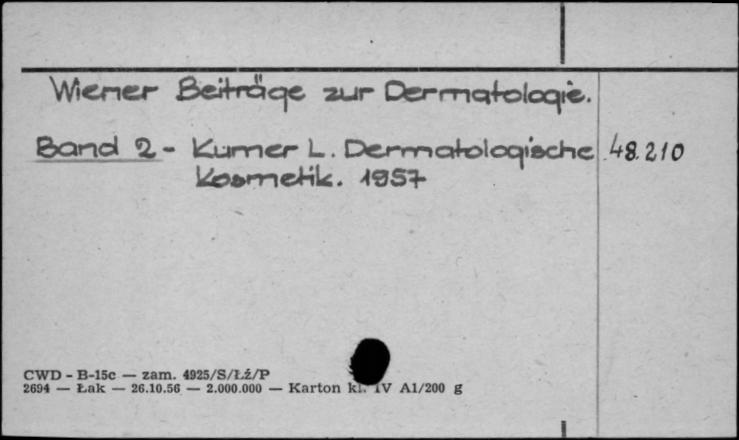 Wiener Beiträge zur Dermatologie.
Band 2 - Kumer L. Dermatologische 48.210
Kosmetik. 1957
CWD - B-15c — zam. 4925/S/Łź/P
2694 — Łak — 26.10.56 — 2.000.000 — Karton kl. IV A1/200 g